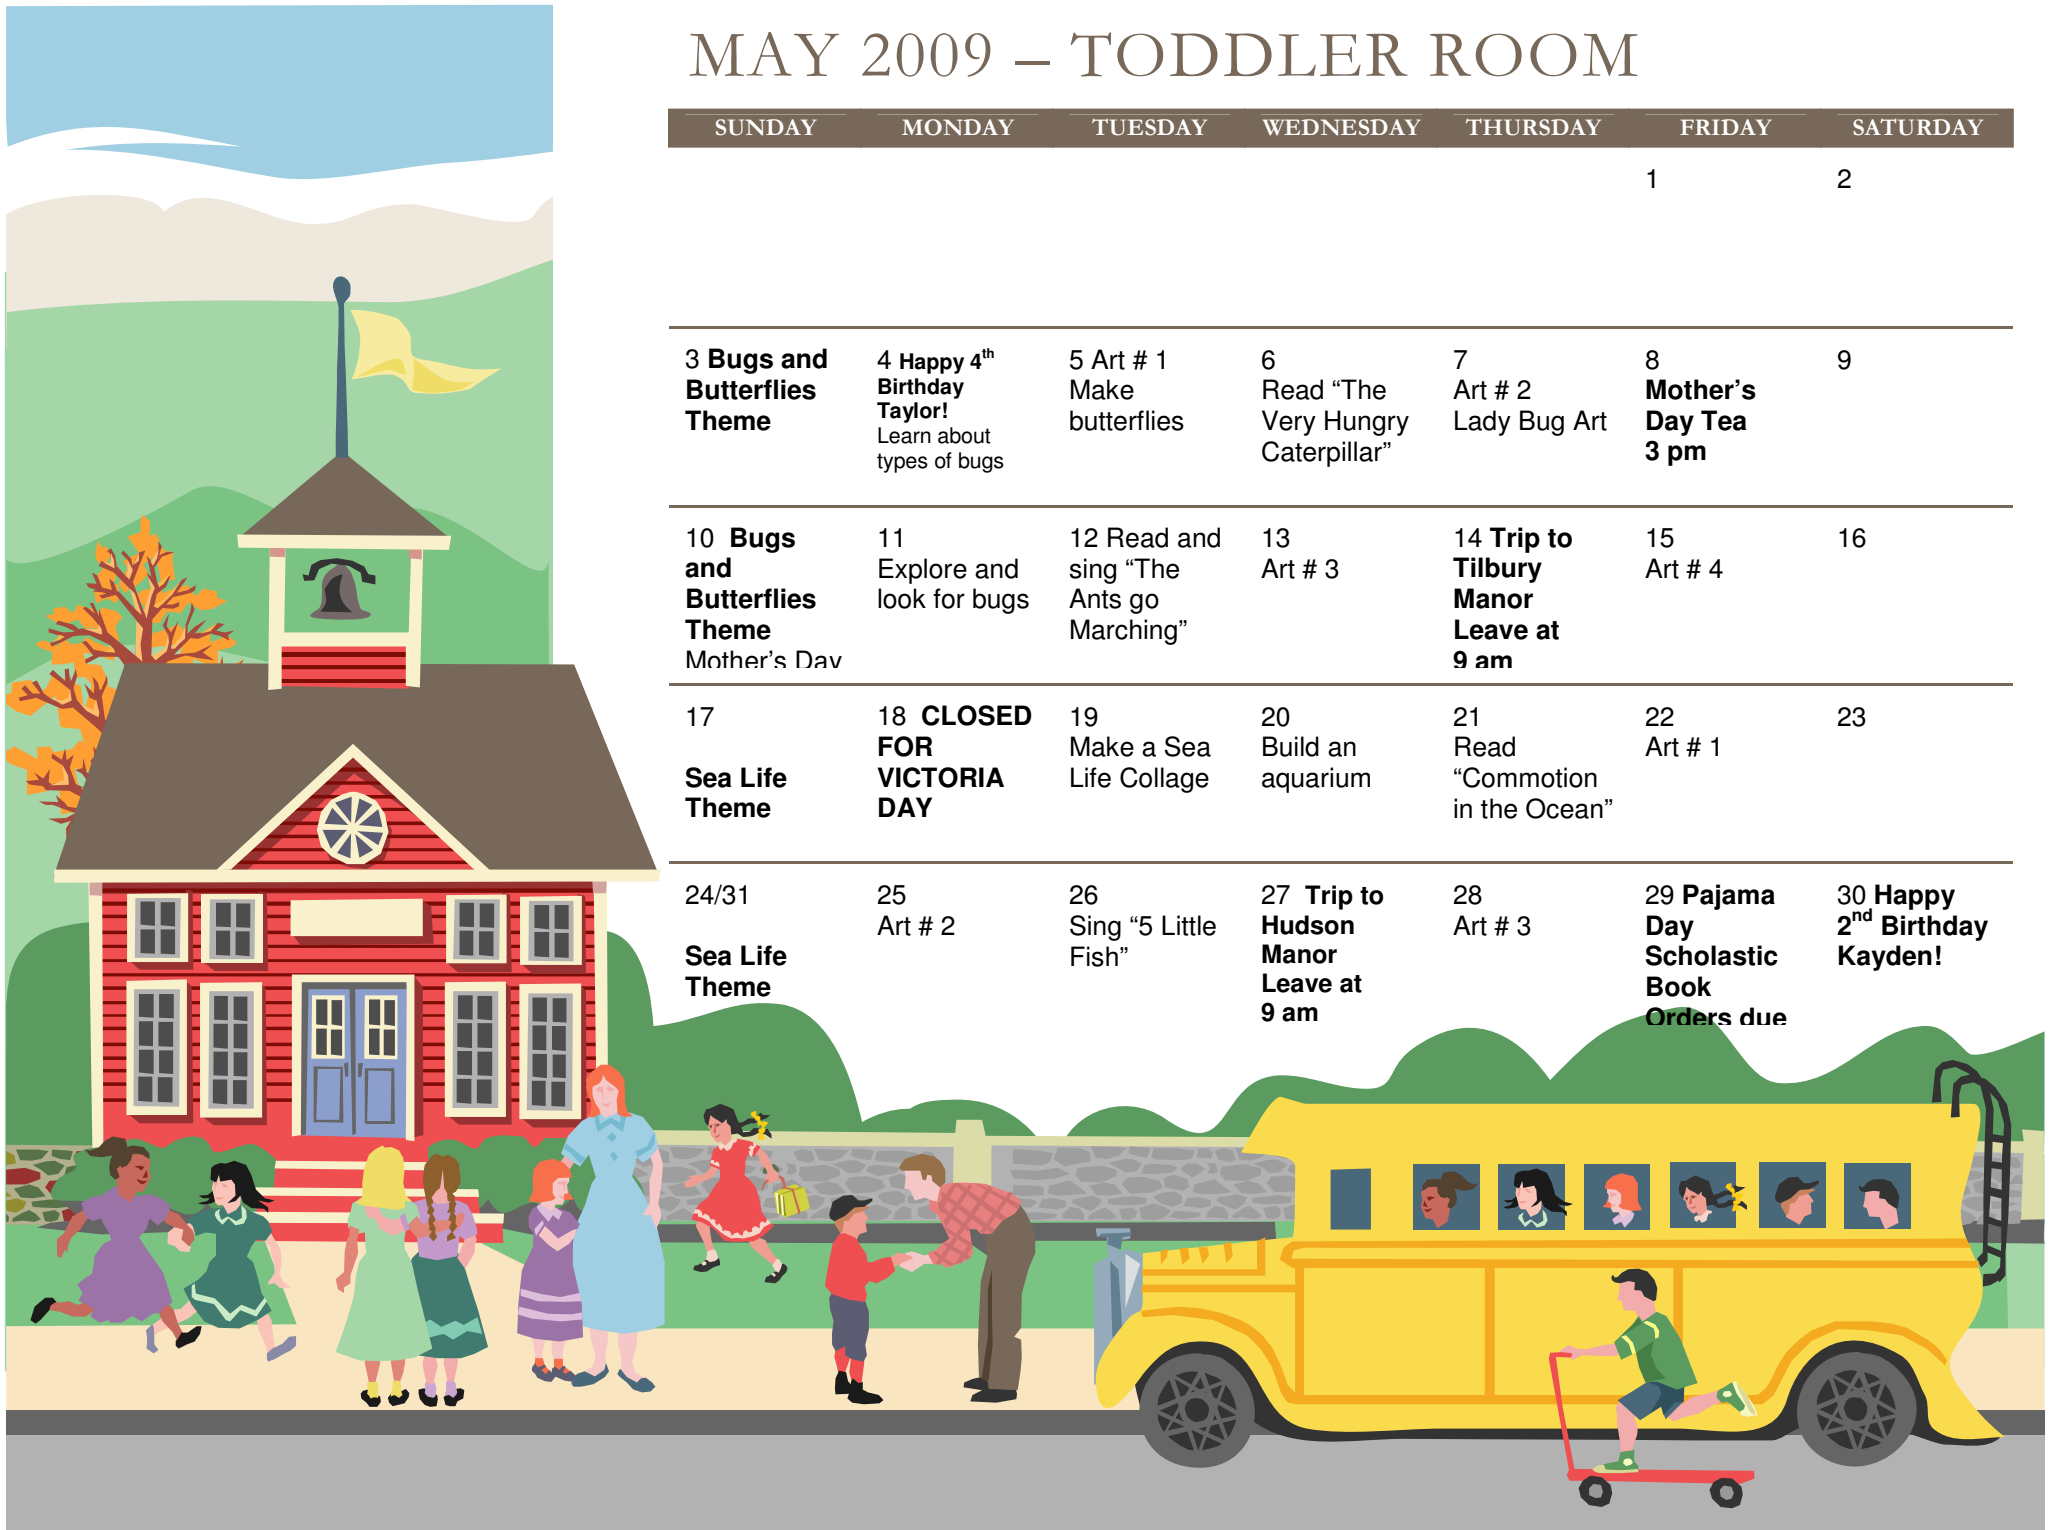 MAY 2009 – TODDLER ROOM
SUNDAY MONDAY TUESDAY WEDNESDAY THURSDAY FRIDAY SATURDAY
1
2
3 Bugs and
Butterflies
Theme
4 Happy 4th
Birthday
Taylor!
Learn about
types of bugs
5 Art # 1
Make
butterflies
6
Read “The
Very Hungry
Caterpillar”
7
Art # 2
Lady Bug Art
8
Mother’s
Day Tea
3 pm
9
10 Bugs
and
Butterflies
Theme
Mother’s Day
11
Explore and
look for bugs
12 Read and
sing “The
Ants go
Marching”
13
Art # 3
14 Trip to
Tilbury
Manor
Leave at
9 am
15
Art # 4
16
17
Sea Life
Theme
18 CLOSED
FOR
VICTORIA
DAY
19
Make a Sea
Life Collage
20
Build an
aquarium
21
Read
“Commotion
in the Ocean”
22
Art # 1
23
24/31
Sea Life
Theme
25
Art # 2
26
Sing “5 Little
Fish”
27 Trip to
Hudson
Manor
Leave at
9 am
28
Art # 3
29 Pajama
Day
Scholastic
Book
Orders due
30 Happy
2nd Birthday
Kayden!